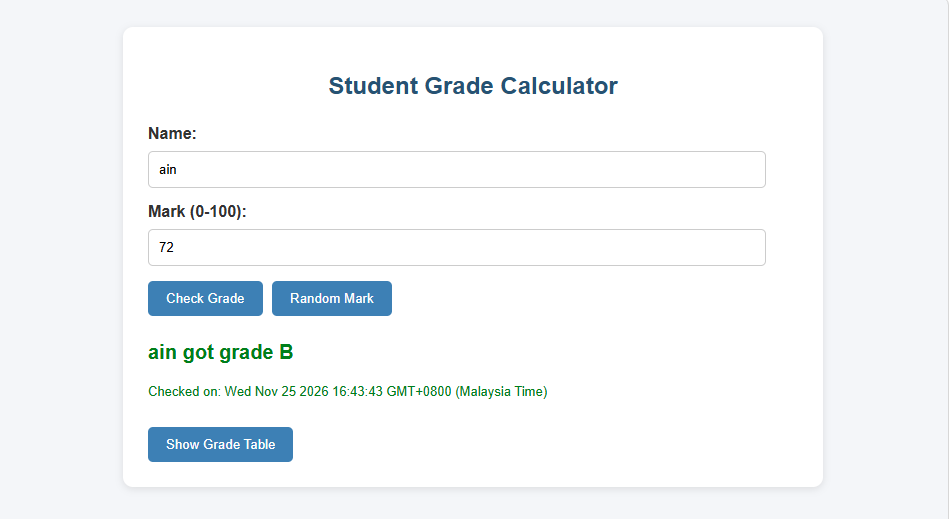 Student Grade Calculator
Name:
ain
Mark (0-100):
72
Check Grade Random Mark
ain got grade B
Checked on: Wed Nov 25 2026 16:43:43 GMT+0800 (Malaysia Time)
Show Grade Table